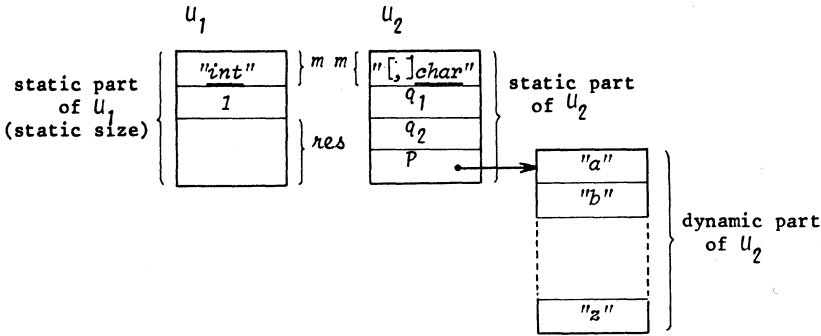 u1 u2
static part of u1 (static size)
"int"
1
m m
res
"[,]char"
q1
q2
p
static part of u2
"a"
"b"
"z"
dynamic part of u2